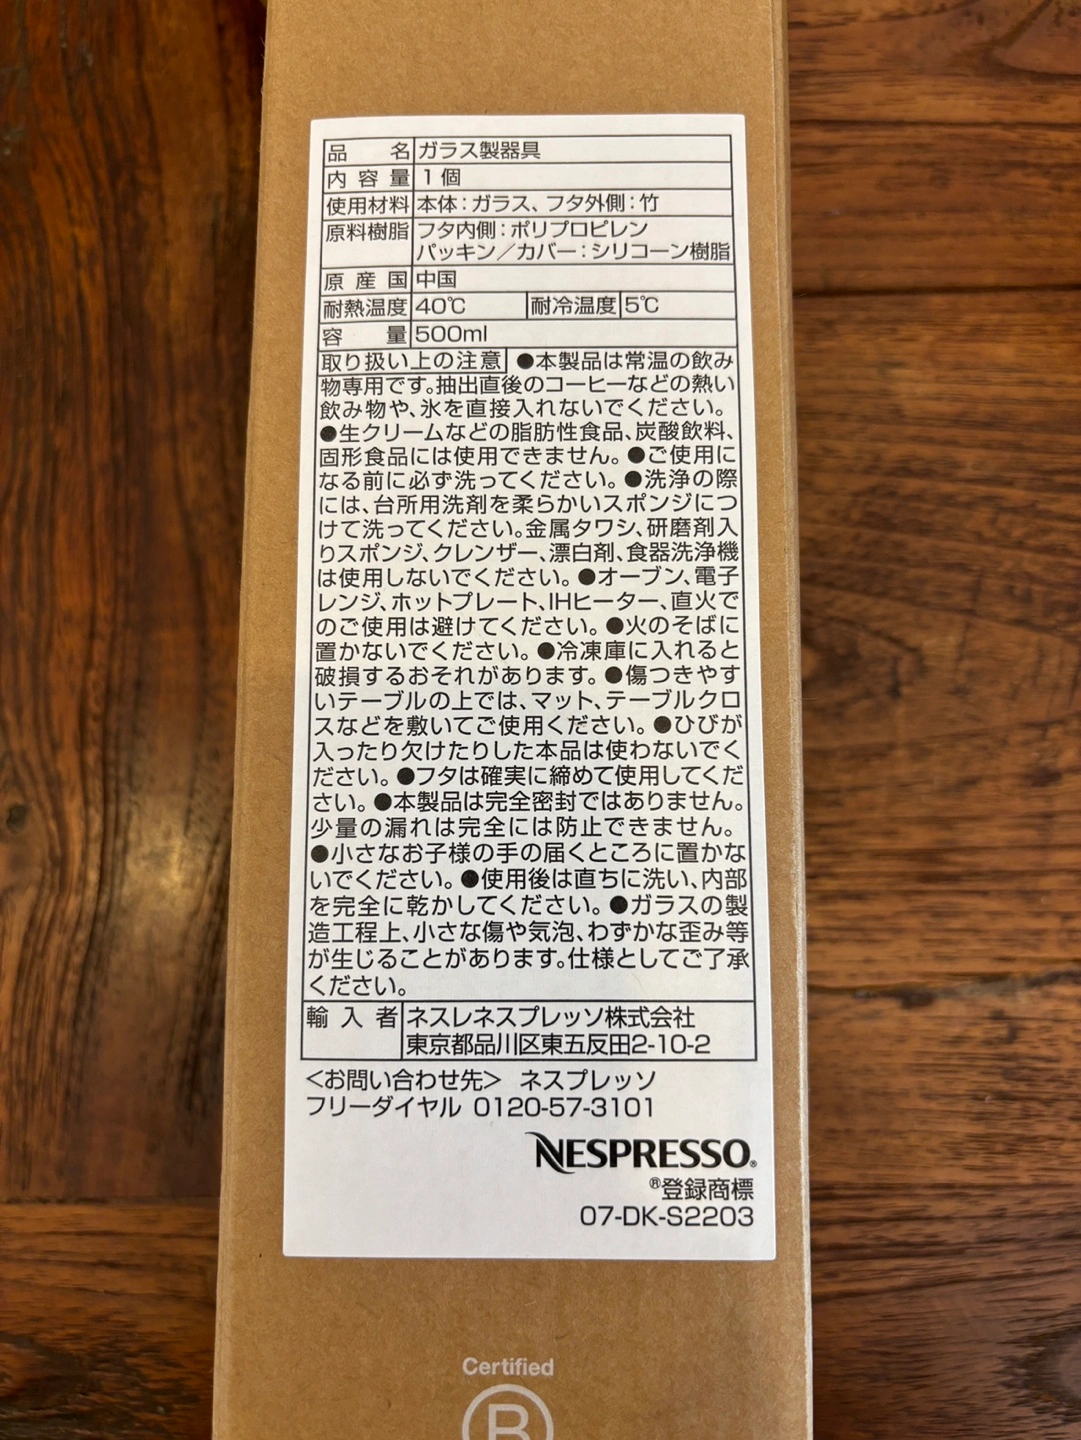 品 名 ガラス製器具
内容量 1個
使用材料 本体:ガラス、フタ外側:竹
原料樹脂 フタ内側:ポリプロピレン
パッキン/カバー:シリコーン樹脂
原産国 中国
耐熱温度 40℃ 耐冷温度 5℃
容 量 500ml
取り扱い上の注意 ●本製品は常温の飲み
物専用です。抽出直後のコーヒーなどの熱い
飲み物や、氷を直接入れないでください。
●生クリームなどの脂肪性食品、炭酸飲料、
固形食品には使用できません。●ご使用に
なる前に必ず洗ってください。●洗浄の際
には、台所用洗剤を柔らかいスポンジにつ
けて洗ってください。金属タワシ、研磨剤入
りスポンジ、クレンザー、漂白剤、食器洗浄機
は使用しないでください。●オーブン、電子
レンジ、ホットプレート、IHヒーター、直火で
のご使用は避けてください。●火のそばに
置かないでください。●冷凍庫に入れると
破損するおそれがあります。●傷つきやす
いテーブルの上では、マット、テーブルクロ
スなどを敷いてご使用ください。●ひびが
入ったり欠けたりした本品は使わないでく
ださい。●フタは確実に締めて使用してくだ
さい。●本製品は完全密封ではありません。
少量の漏れは完全には防止できません。
●小さなお子様の手の届くところに置かな
いでください。●使用後は直ちに洗い、内部
を完全に乾かしてください。●ガラスの製
造工程上、小さな傷や気泡、わずかな歪み等
が生じることがあります。仕様としてご了承
ください。
輸入者 ネスレネスプレッソ株式会社
東京都品川区東五反田2-10-2
<お問い合わせ先> ネスプレッソ
フリーダイヤル 0120-57-3101
NESPRESSO®
®登録商標
07-DK-S2203
Certified
B